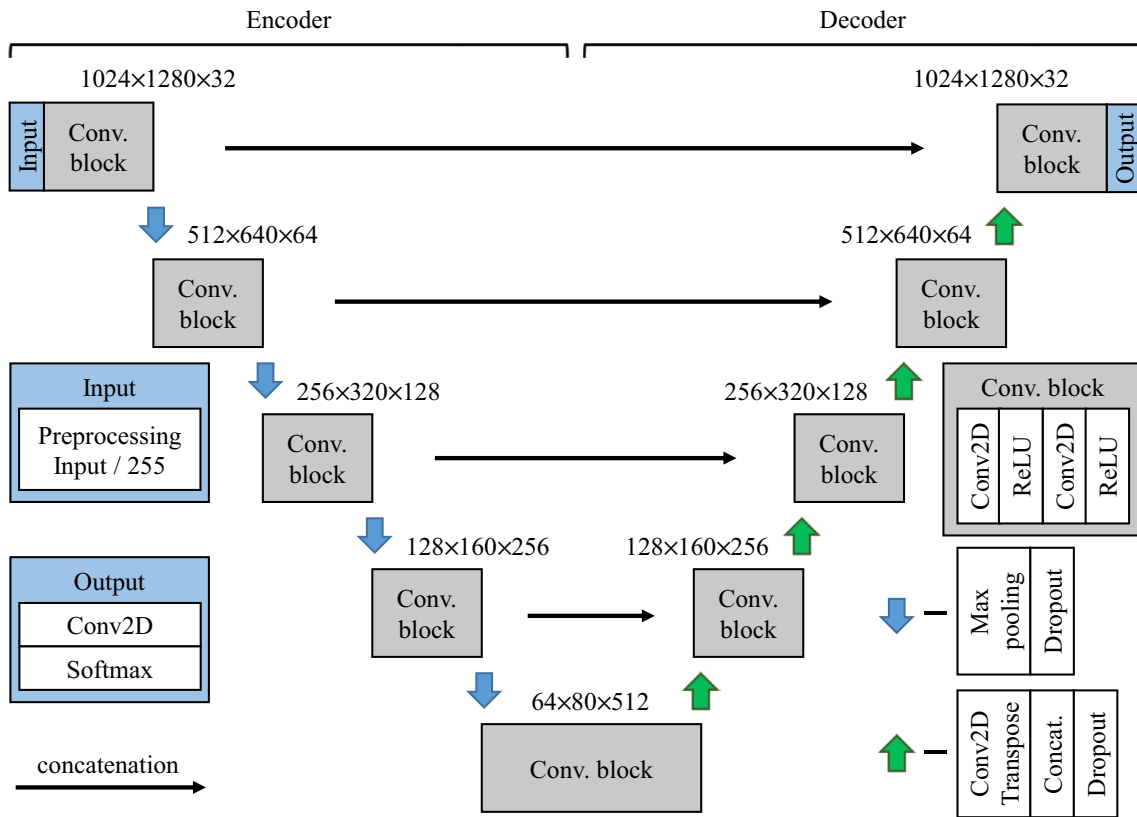 Encoder
Decoder
1024×1280×32
1024×1280×32
Input
Conv.
block
Conv.
block
Output
512×640×64
512×640×64
Conv.
block
Conv.
block
Input
Preprocessing
Input / 255
256×320×128
256×320×128
Conv.
block
Conv.
block
Conv. block
Conv2D
ReLU
Conv2D
ReLU
128×160×256
128×160×256
Conv.
block
Conv.
block
Output
Conv2D
Softmax
Max
pooling
Dropout
64×80×512
Conv. block
concatenation
Conv2D
Transpose
Concat.
Dropout